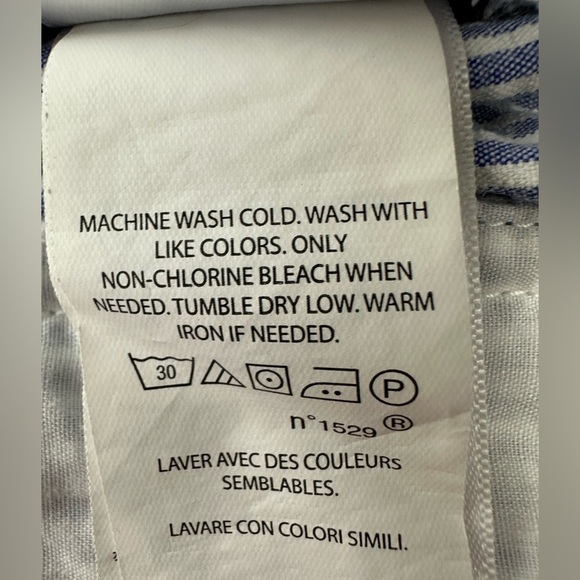 MACHINE WASH COLD. WASH WITH
LIKE COLORS. ONLY
NON-CHLORINE BLEACH WHEN
NEEDED. TUMBLE DRY LOW. WARM
IRON IF NEEDED.
30 P
n°1529 ®
LAVER AVEC DES COULEURS
SEMBLABLES.
LAVARE CON COLORI SIMILI.